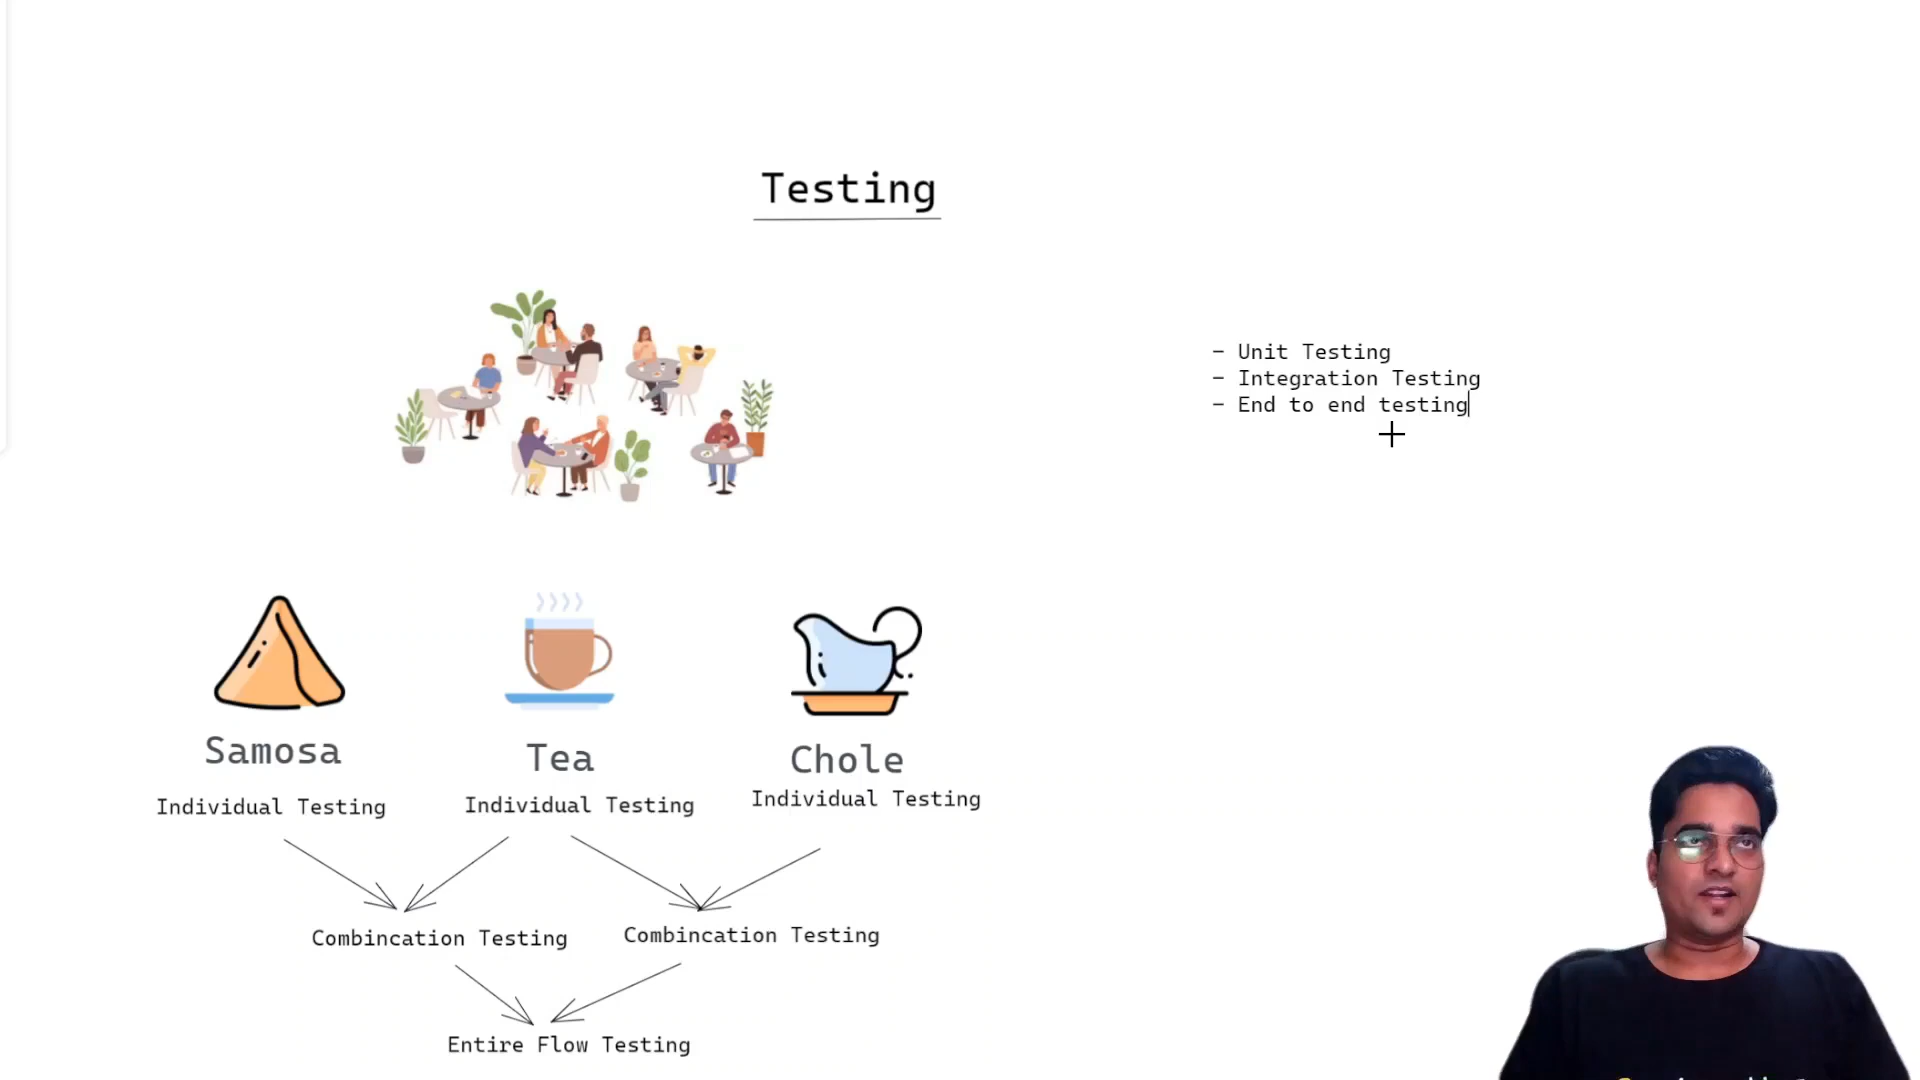 Testing
- Unit Testing
- Integration Testing
- End to end testing
Samosa
Tea
Chole
Individual Testing
Individual Testing
Individual Testing
Combincation Testing
Combincation Testing
Entire Flow Testing